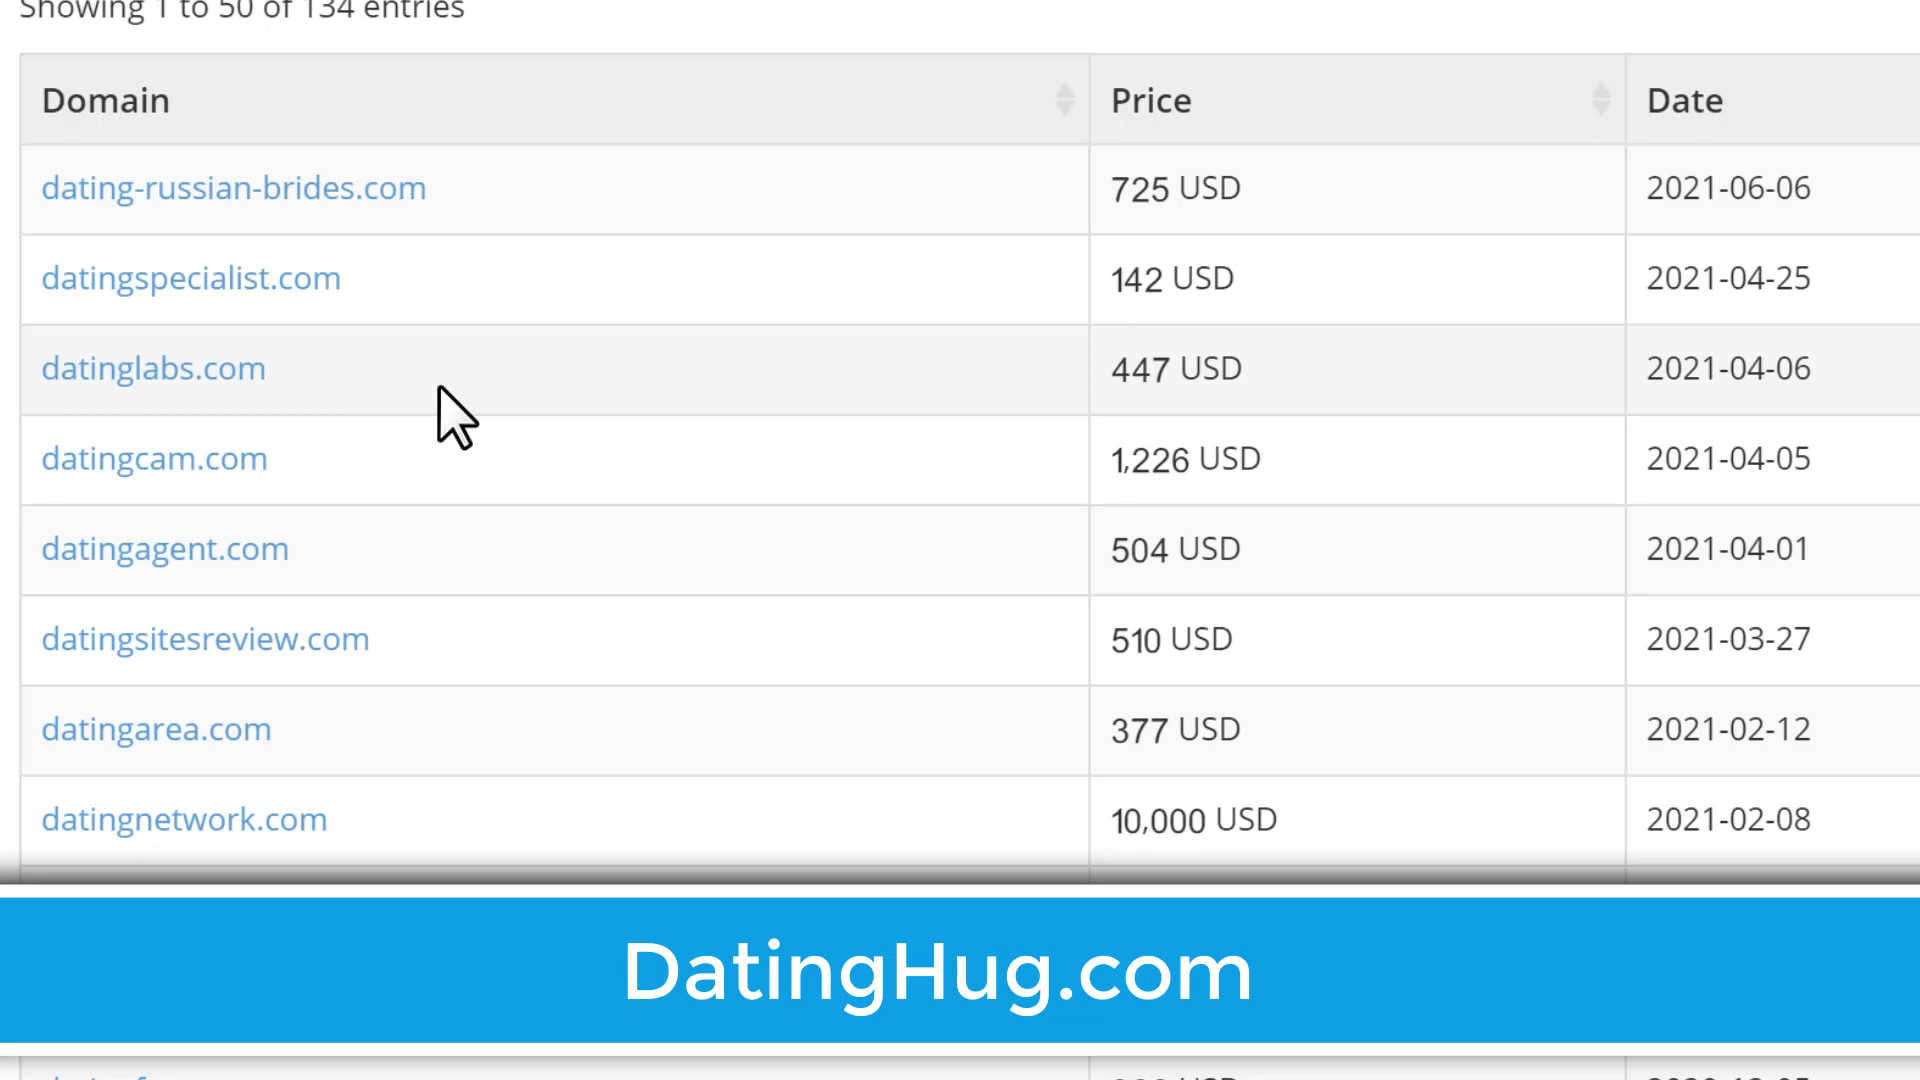 Showing 1 to 50 of 134 entries
Domain Price Date
dating-russian-brides.com 725 USD 2021-06-06
datingspecialist.com 142 USD 2021-04-25
datinglabs.com 447 USD 2021-04-06
datingcam.com 1,226 USD 2021-04-05
datingagent.com 504 USD 2021-04-01
datingsitesreview.com 510 USD 2021-03-27
datingarea.com 377 USD 2021-02-12
datingnetwork.com 10,000 USD 2021-02-08
DatingHug.com